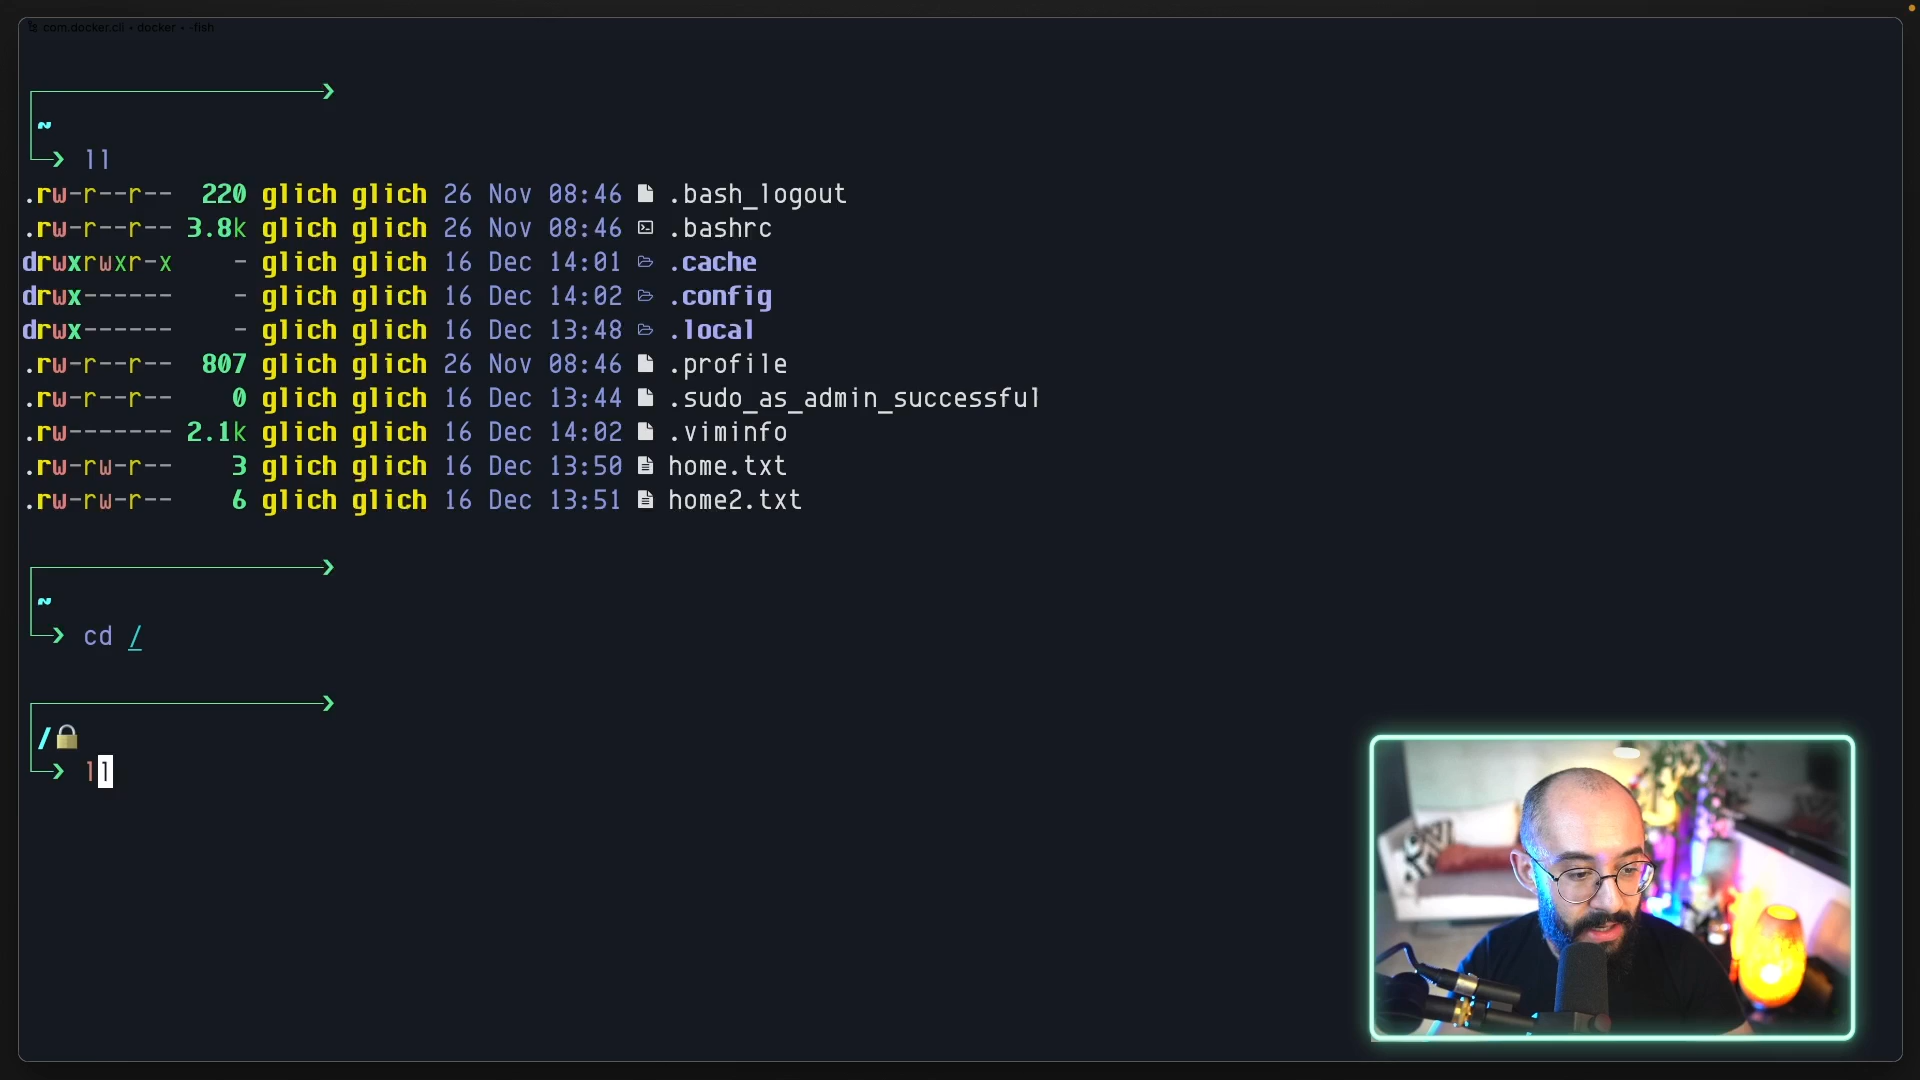 com.docker.cli • docker • -fish
~
ll
.rw-r--r-- 220 glich glich 26 Nov 08:46 .bash_logout
.rw-r--r-- 3.8k glich glich 26 Nov 08:46 .bashrc
drwxrwxr-x - glich glich 16 Dec 14:01 .cache
drwx------ - glich glich 16 Dec 14:02 .config
drwx------ - glich glich 16 Dec 13:48 .local
.rw-r--r-- 807 glich glich 26 Nov 08:46 .profile
.rw-r--r-- 0 glich glich 16 Dec 13:44 .sudo_as_admin_successful
.rw------- 2.1k glich glich 16 Dec 14:02 .viminfo
.rw-rw-r-- 3 glich glich 16 Dec 13:50 home.txt
.rw-rw-r-- 6 glich glich 16 Dec 13:51 home2.txt
~
cd /
/
ll